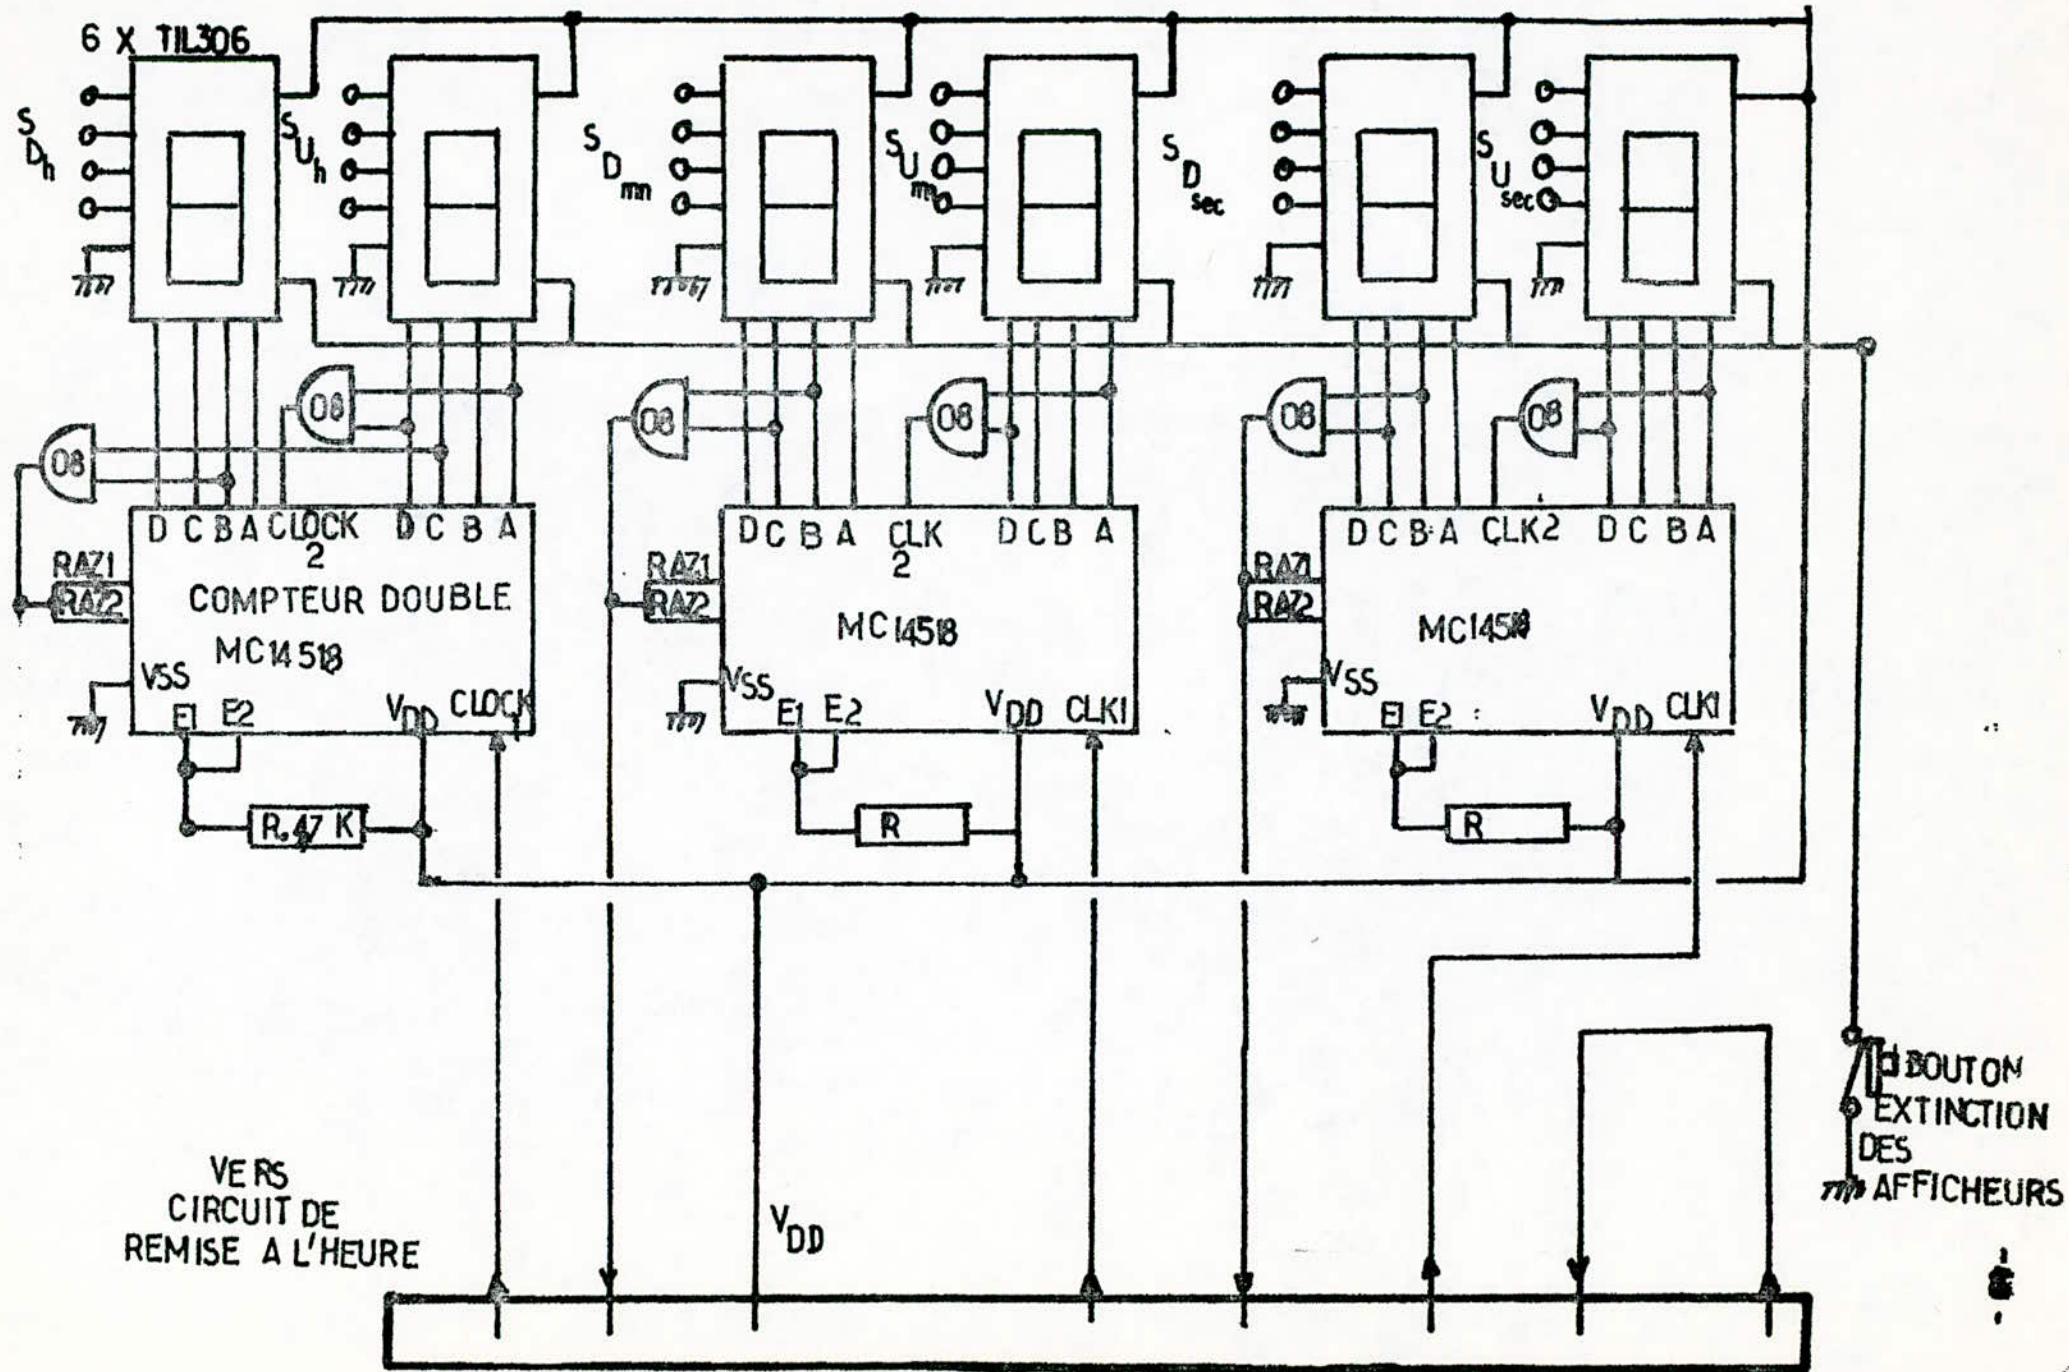 6 X TIL306
S D h
S U h
S D mn
S U mn
S D sec
S U sec
08
08
08
08
08
08
D C B A CLOCK 2 D C B A
D C B A CLK 2 D C B A
D C B A CLK2 D C B A
RAZ1
RAZ2
COMPTEUR DOUBLE
MC14518
VSS
E1 E2
VDD CLOCK 1
RAZ1
RAZ2
MC14518
VSS
E1 E2
VDD CLK1
RAZ1
RAZ2
MC14518
VSS
E1 E2
VDD CLK1
R.47 K
R
R
BOUTON
EXTINCTION
DES
AFFICHEURS
VERS
CIRCUIT DE
REMISE A L'HEURE
VDD